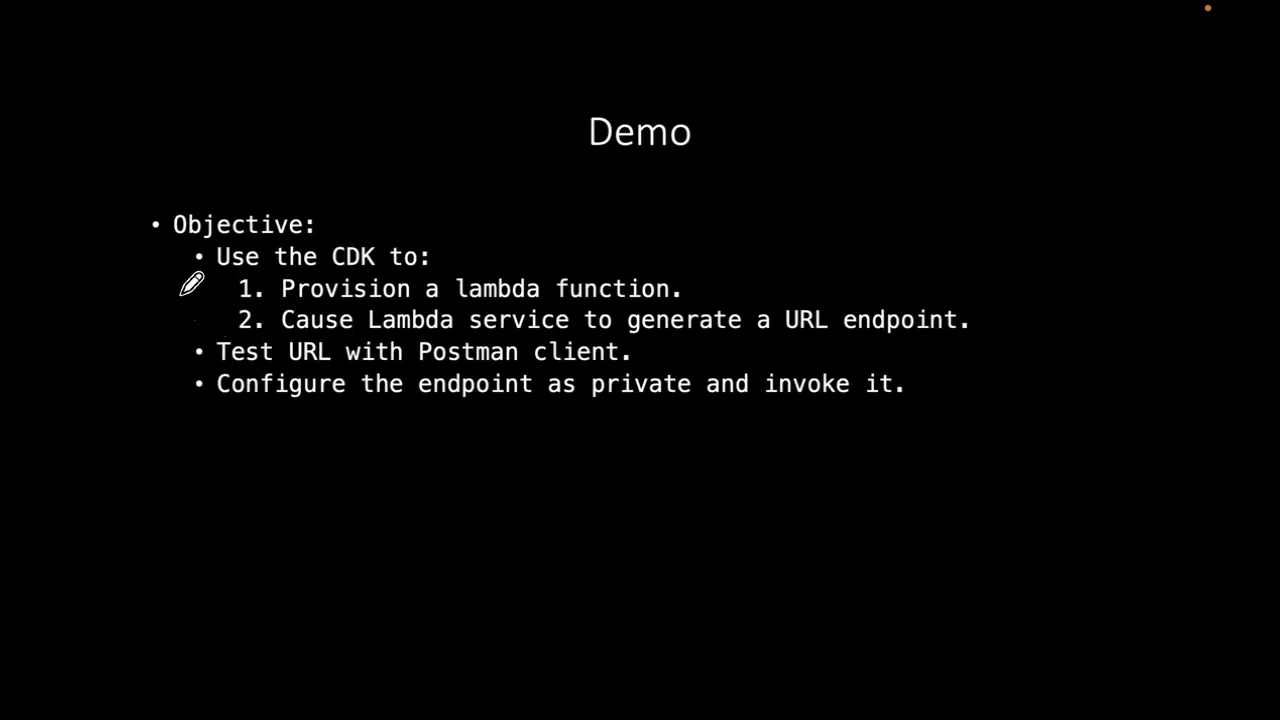 Demo
• Objective:
• Use the CDK to:
1. Provision a lambda function.
2. Cause Lambda service to generate a URL endpoint.
• Test URL with Postman client.
• Configure the endpoint as private and invoke it.